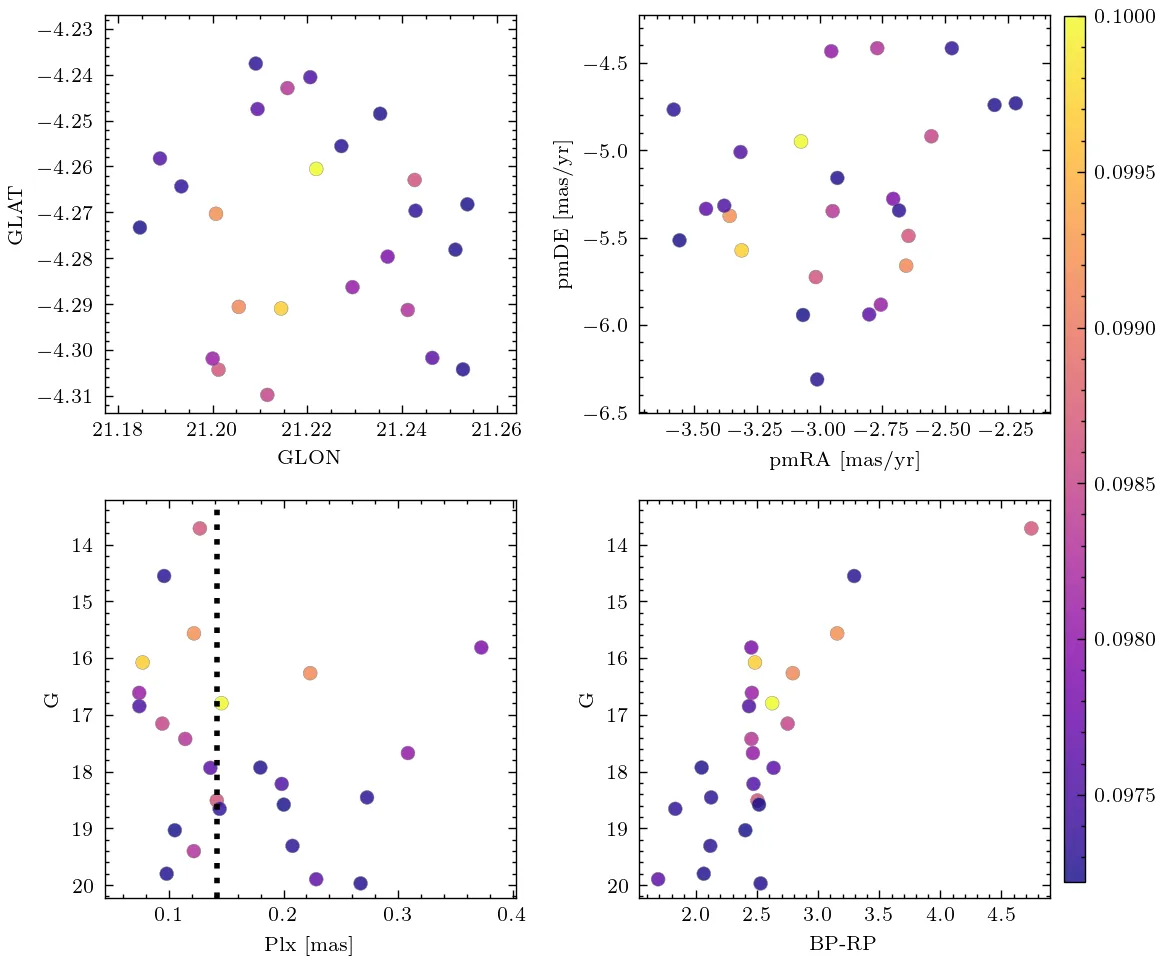 −4.23
−4.24
−4.25
−4.26
−4.27
−4.28
−4.29
−4.30
−4.31
GLAT
21.18 21.20 21.22 21.24 21.26
GLON
−4.5
−5.0
−5.5
−6.0
−6.5
pmDE [mas/yr]
−3.50 −3.25 −3.00 −2.75 −2.50 −2.25
pmRA [mas/yr]
14
15
16
17
18
19
20
G
0.1 0.2 0.3 0.4
Plx [mas]
14
15
16
17
18
19
20
G
2.0 2.5 3.0 3.5 4.0 4.5
BP-RP
0.1000
0.0995
0.0990
0.0985
0.0980
0.0975